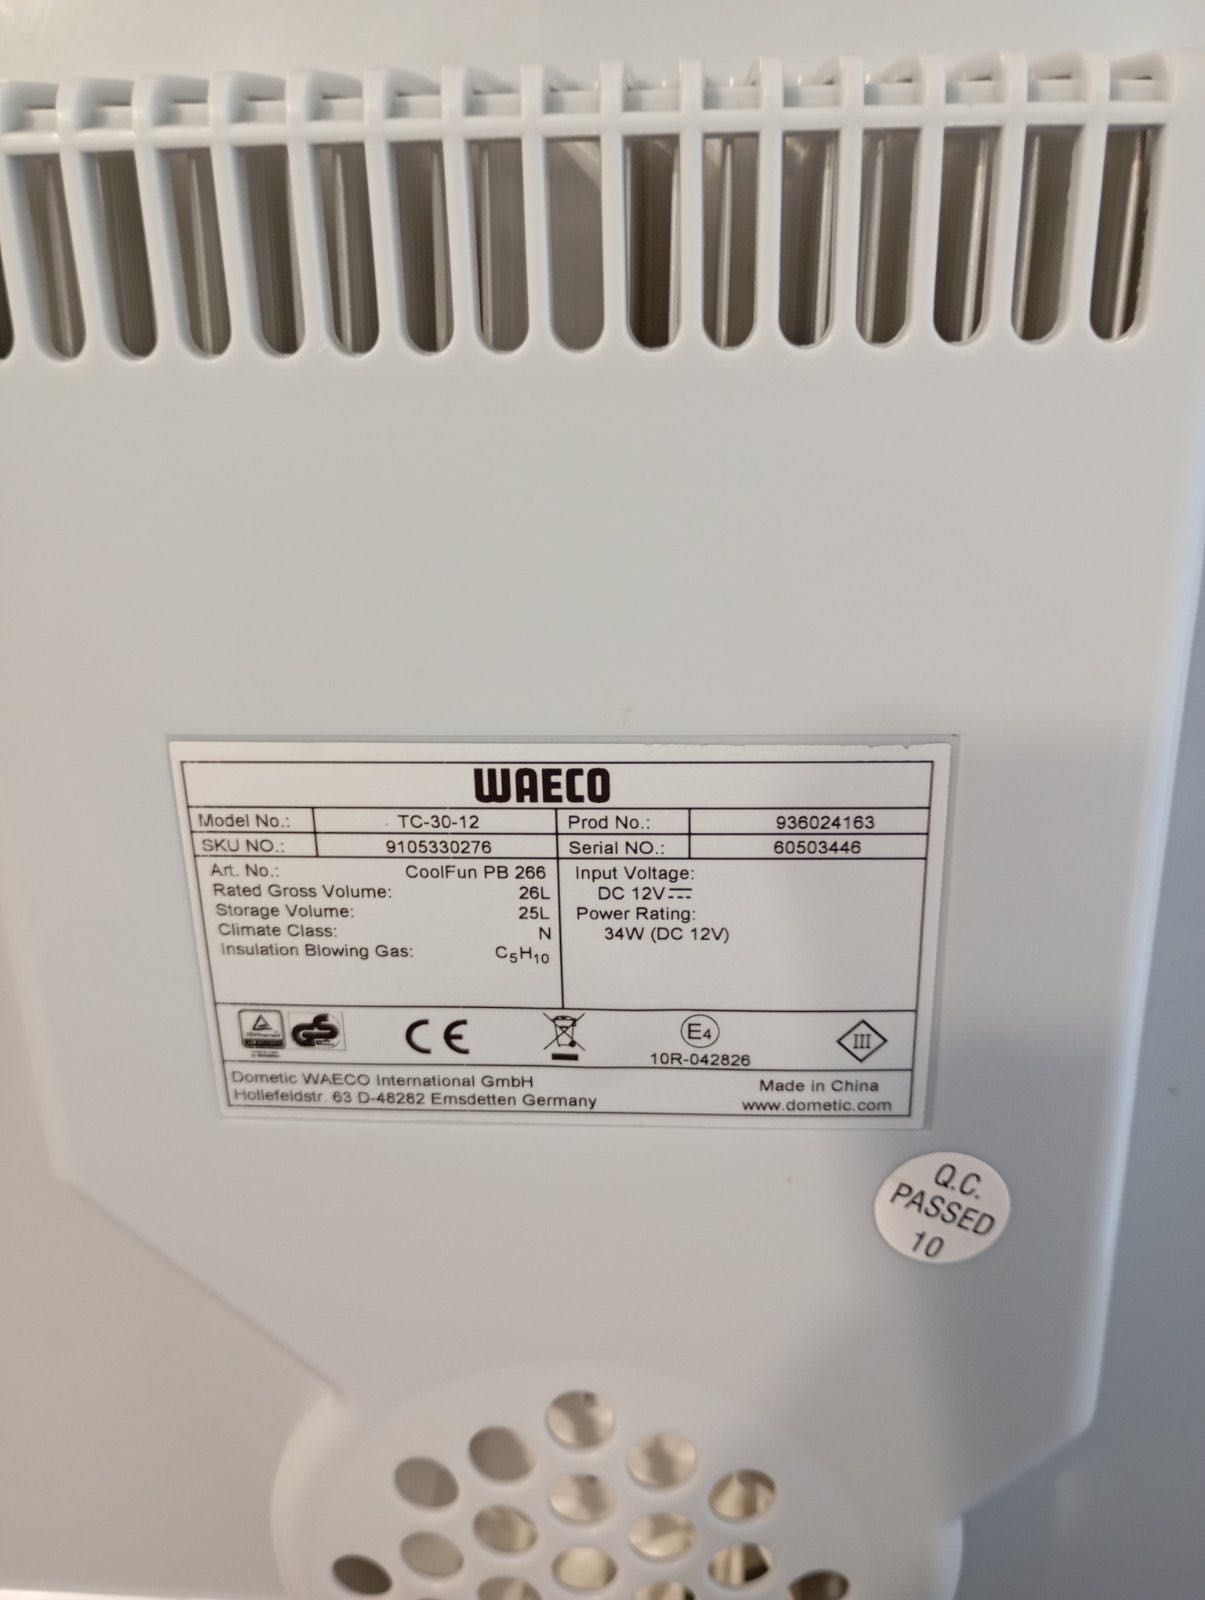 WAECO
Model No.: TC-30-12 Prod No.: 936024163
SKU NO.: 9105330276 Serial NO.: 60503446
Art. No.: CoolFun PB 266
Rated Gross Volume: 26L
Storage Volume: 25L
Climate Class: N
Insulation Blowing Gas: C₅H₁₀
Input Voltage:
DC 12V⎓
Power Rating:
34W (DC 12V)
GS
CE
E4
10R-042826
III
Dometic WAECO International GmbH
Hollefeldstr. 63 D-48282 Emsdetten Germany
Made in China
www.dometic.com
Q.C.
PASSED
10